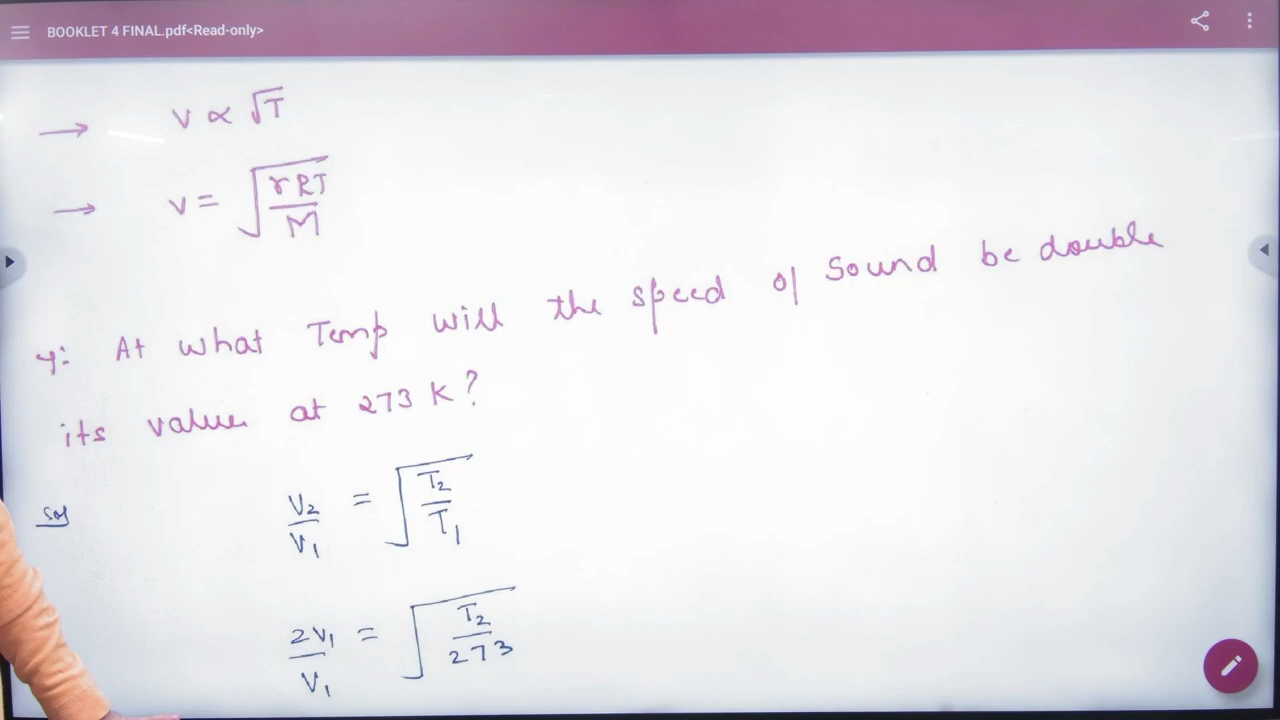 BOOKLET 4 FINAL.pdf<Read-only>
→ v ∝ √T
→ v = √(γRT/M)
Y: At what Temp will the speed of Sound be double
its value at 273 K?
Sol V₂/V₁ = √(T₂/T₁)
2V₁/V₁ = √(T₂/273)